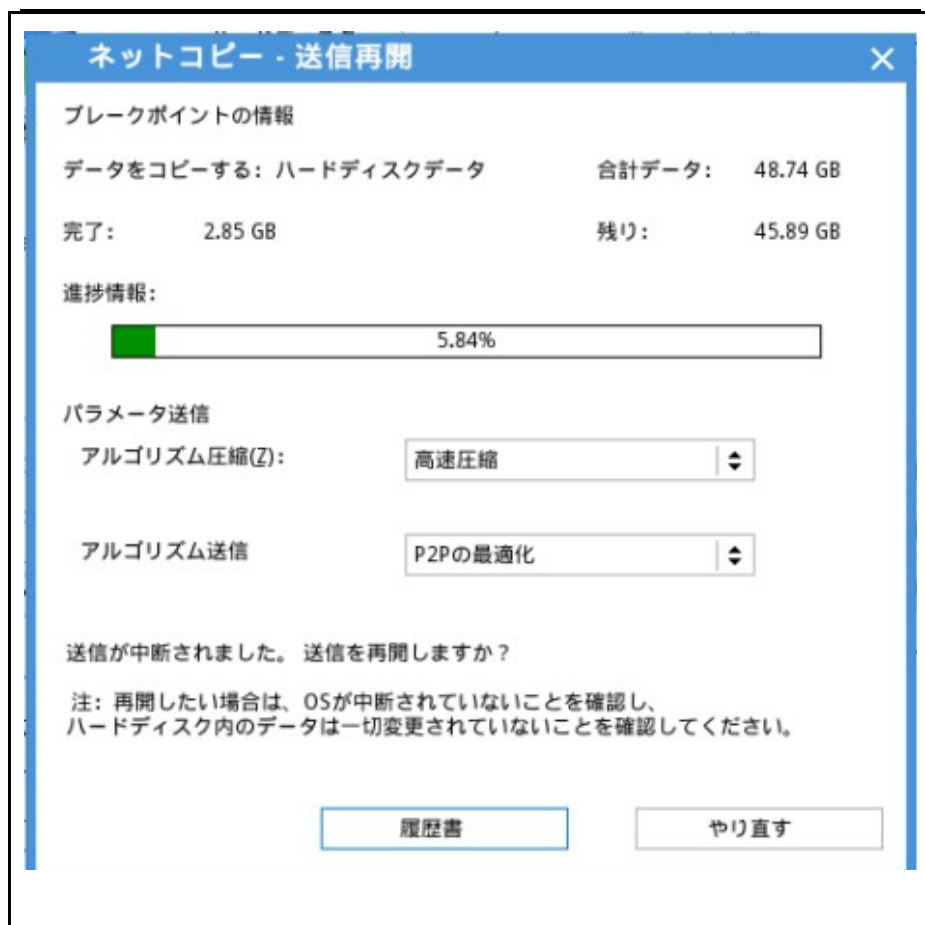 ネットコピー - 送信再開
ブレークポイントの情報
データをコピーする: ハードディスクデータ 合計データ: 48.74 GB
完了: 2.85 GB 残り: 45.89 GB
進捗情報:
5.84%
パラメータ送信
アルゴリズム圧縮(Z): 高速圧縮
アルゴリズム送信 P2Pの最適化
送信が中断されました。 送信を再開しますか?
注: 再開したい場合は、OSが中断されていないことを確認し、
ハードディスク内のデータは一切変更されていないことを確認してください。
履歴書 やり直す